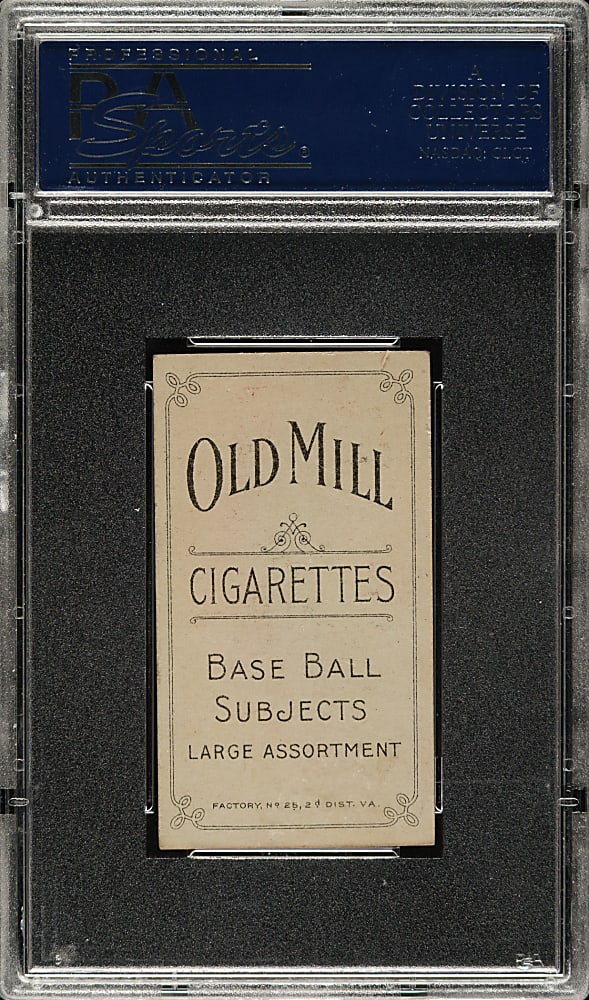 PROFESSIONAL
PSA
Sports
AUTHENTICATOR
A
DIVISION OF
COLLECTORS
UNIVERSE
NASDAQ: CLCT
OLD MILL
CIGARETTES
BASE BALL
SUBJECTS
LARGE ASSORTMENT
FACTORY, Nº 25, 2d DIST. VA.
PSA